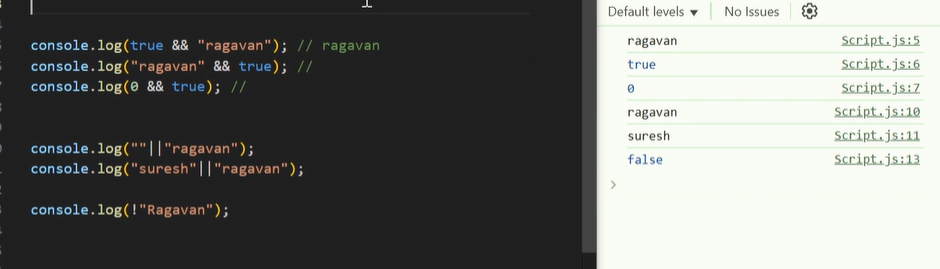 console.log(true && "ragavan"); // ragavan
console.log("ragavan" && true); //
console.log(0 && true); //
console.log(""||"ragavan");
console.log("suresh"||"ragavan");
console.log(!"Ragavan");
Default levels ▼ No Issues
ragavan Script.js:5
true Script.js:6
0 Script.js:7
ragavan Script.js:10
suresh Script.js:11
false Script.js:13